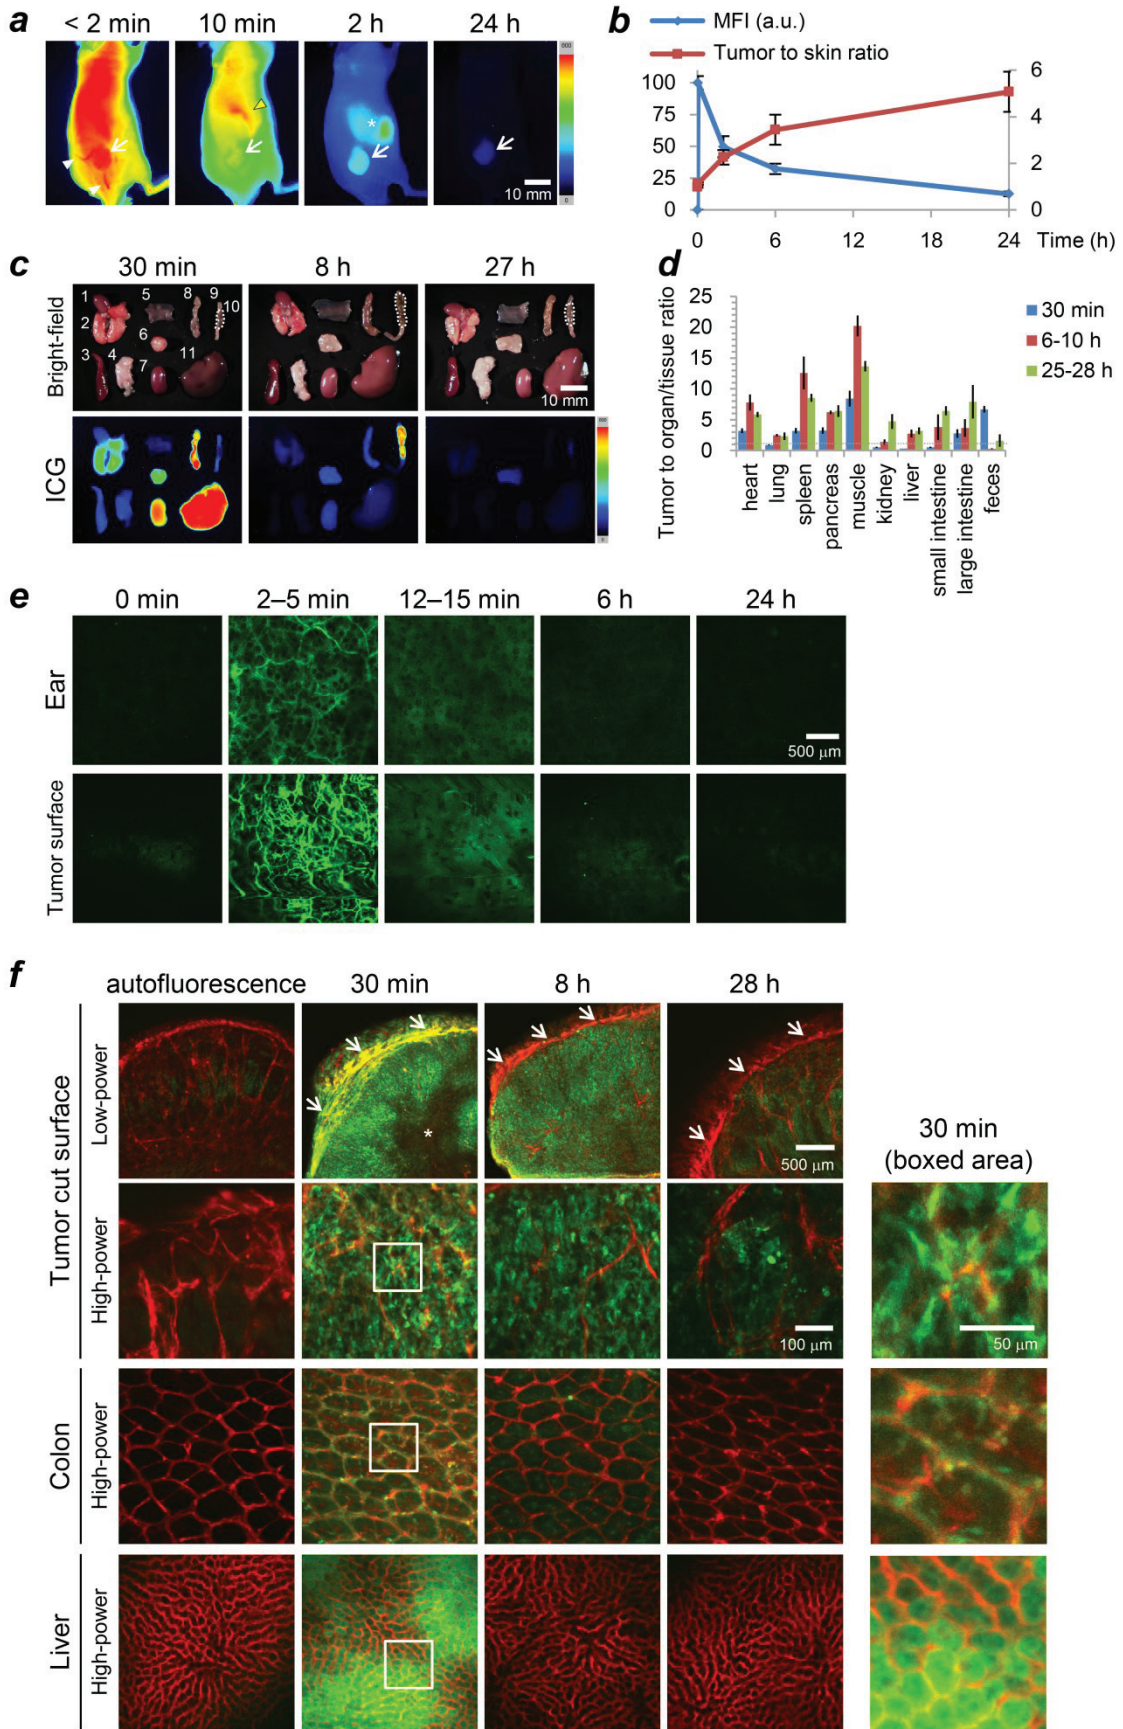 a
< 2 min 10 min 2 h 24 h
600
*
10 mm
0
b
MFI (a.u.)
Tumor to skin ratio
100
75
50
25
0
6
4
2
0
0 6 12 18 24 Time (h)
c
30 min 8 h 27 h
Bright-field
1 2 3 4 5 6 7 8 9 10 11
10 mm
ICG
600
0
d
Tumor to organ/tissue ratio
25
20
15
10
5
0
30 min
6-10 h
25-28 h
heart
lung
spleen
pancreas
muscle
kidney
liver
small intestine
large intestine
feces
e
0 min 2–5 min 12–15 min 6 h 24 h
Ear
500 μm
Tumor surface
f
autofluorescence 30 min 8 h 28 h
Tumor cut surface
Low-power
*
500 μm
30 min
(boxed area)
High-power
100 μm
50 μm
Colon
High-power
Liver
High-power